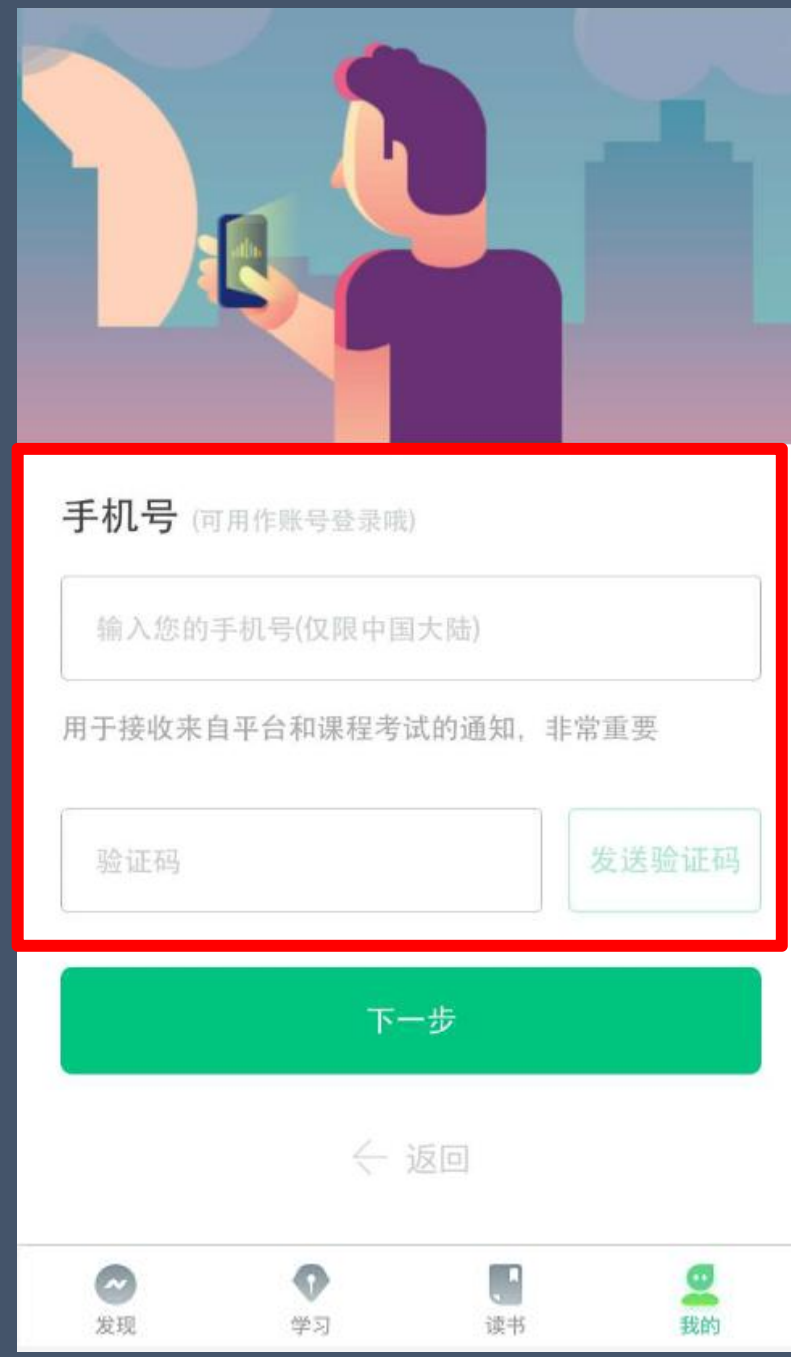 手机号 (可用作账号登录哦)
输入您的手机号(仅限中国大陆)
用于接收来自平台和课程考试的通知，非常重要
验证码 发送验证码
下一步
← 返回
发现 学习 读书 我的